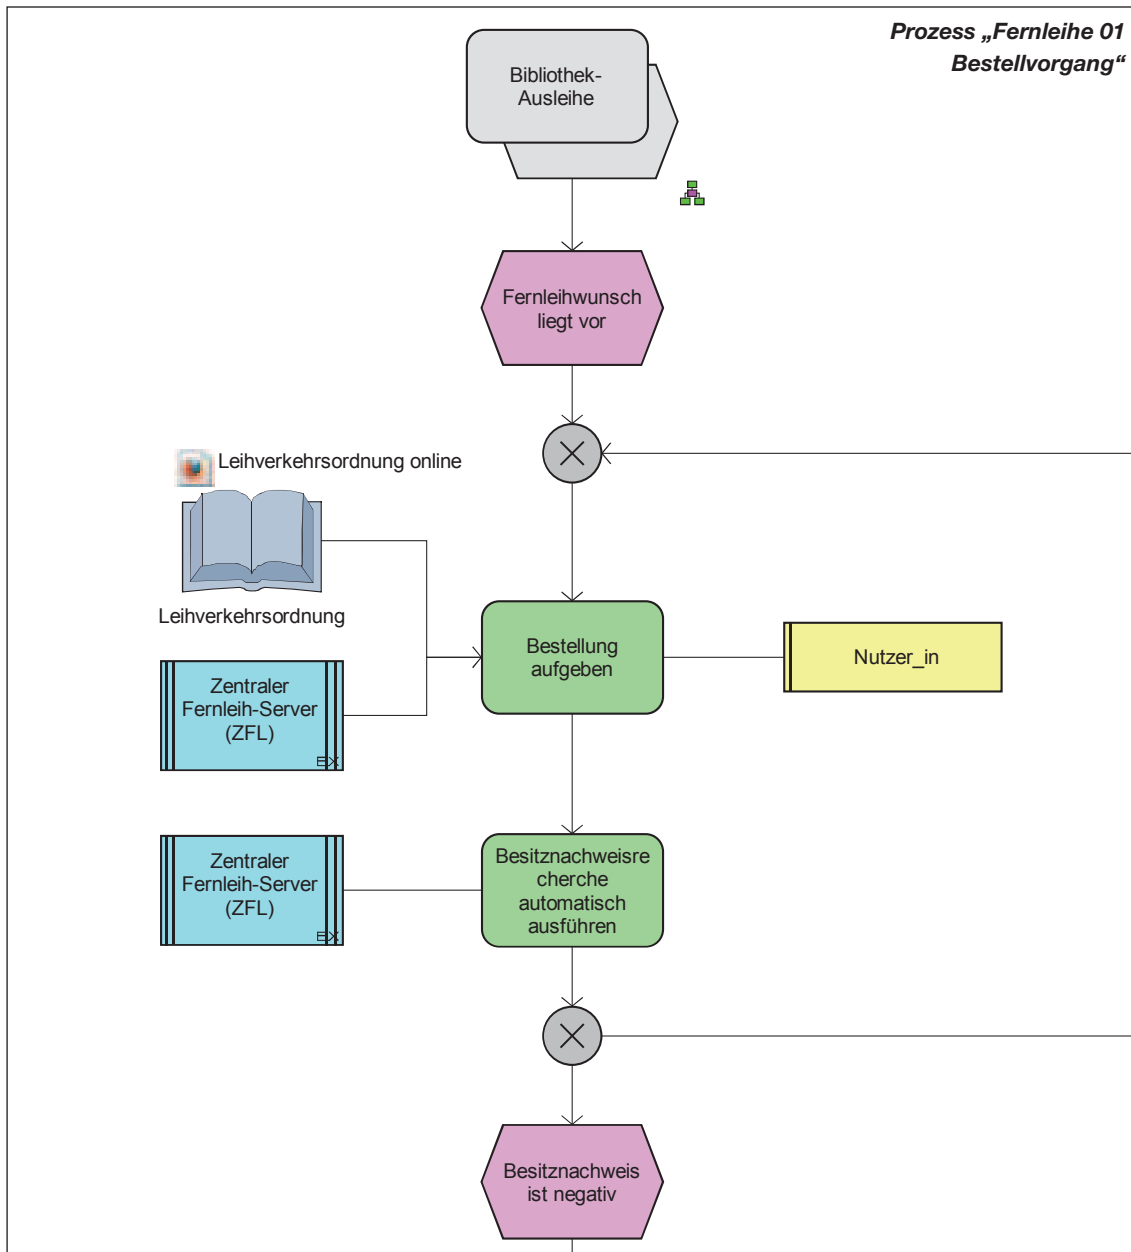 Prozess „Fernleihe 01
Bestellvorgang“
Bibliothek-
Ausleihe
Fernleihwunsch
liegt vor
Leihverkehrsordnung online
Leihverkehrsordnung
Bestellung
aufgeben
Nutzer_in
Zentraler
Fernleih-Server
(ZFL)
Zentraler
Fernleih-Server
(ZFL)
Besitznachweisre
cherche
automatisch
ausführen
Besitznachweis
ist negativ